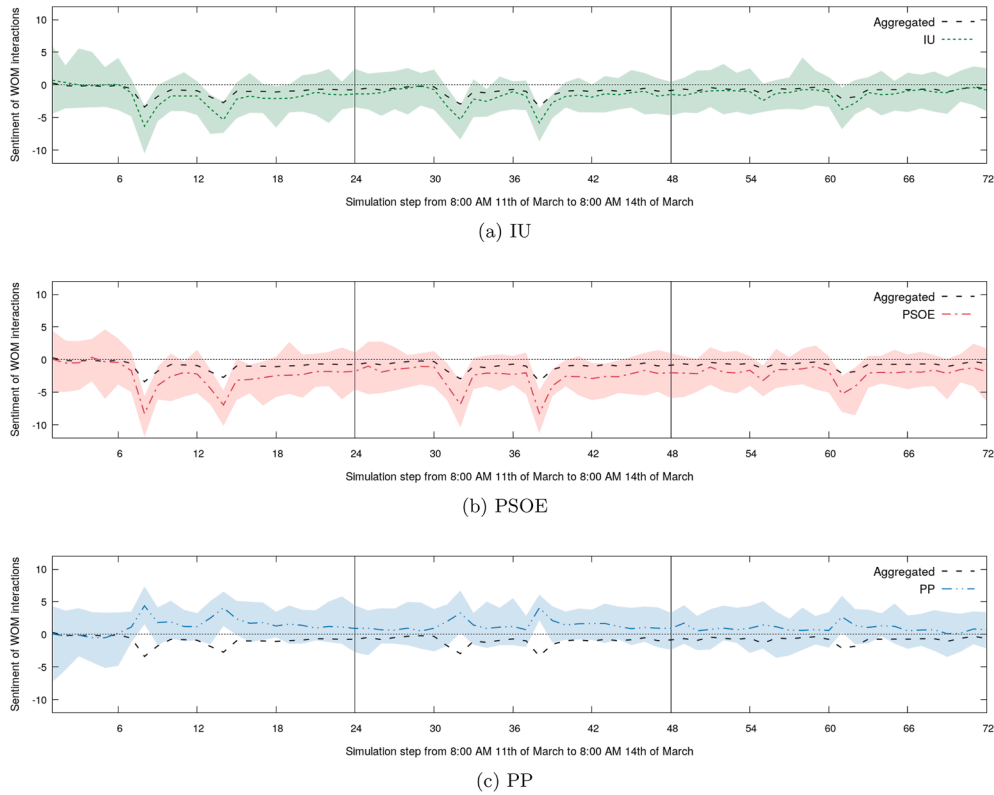 Sentiment of WOM interactions
10
5
0
-5
-10
Aggregated
IU
6 12 18 24 30 36 42 48 54 60 66 72
Simulation step from 8:00 AM 11th of March to 8:00 AM 14th of March
(a) IU
Sentiment of WOM interactions
10
5
0
-5
-10
Aggregated
PSOE
6 12 18 24 30 36 42 48 54 60 66 72
Simulation step from 8:00 AM 11th of March to 8:00 AM 14th of March
(b) PSOE
Sentiment of WOM interactions
10
5
0
-5
-10
Aggregated
PP
6 12 18 24 30 36 42 48 54 60 66 72
Simulation step from 8:00 AM 11th of March to 8:00 AM 14th of March
(c) PP